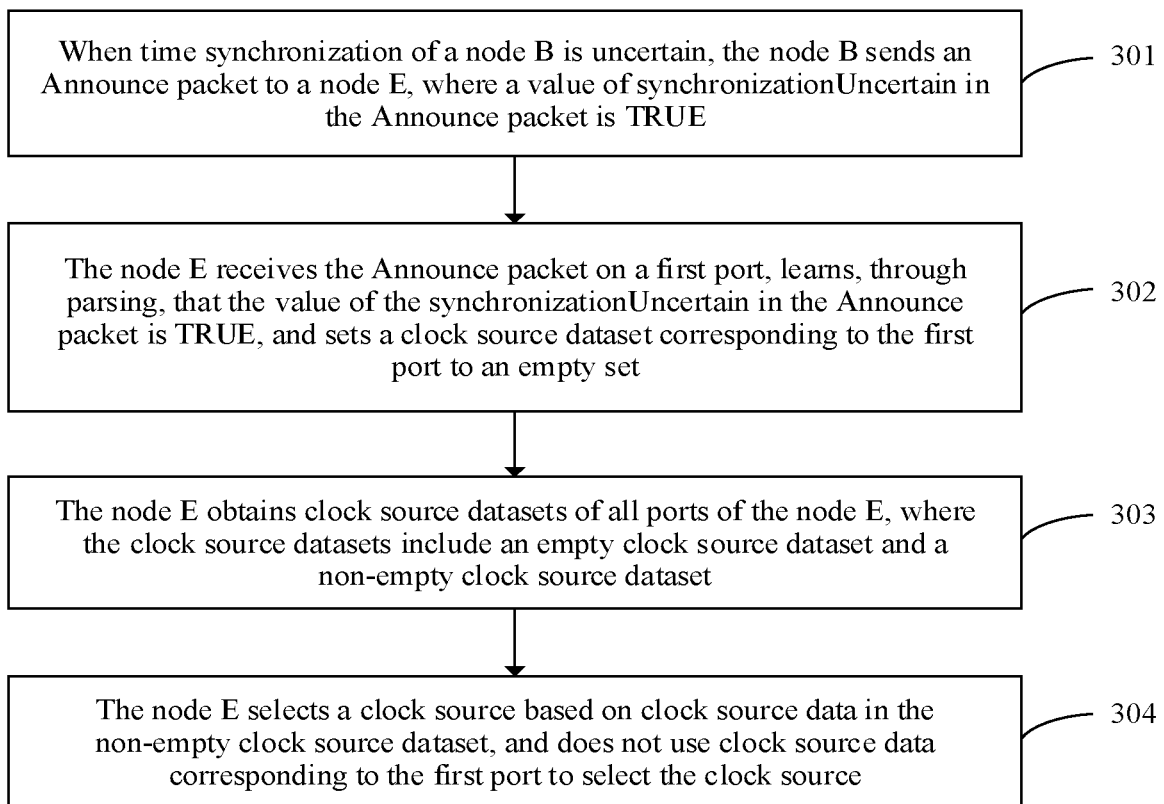 When time synchronization of a node B is uncertain, the node B sends an
Announce packet to a node E, where a value of synchronizationUncertain in
the Announce packet is TRUE
301
The node E receives the Announce packet on a first port, learns, through
parsing, that the value of the synchronizationUncertain in the Announce
packet is TRUE, and sets a clock source dataset corresponding to the first
port to an empty set
302
The node E obtains clock source datasets of all ports of the node E, where
the clock source datasets include an empty clock source dataset and a
non-empty clock source dataset
303
The node E selects a clock source based on clock source data in the
non-empty clock source dataset, and does not use clock source data
corresponding to the first port to select the clock source
304